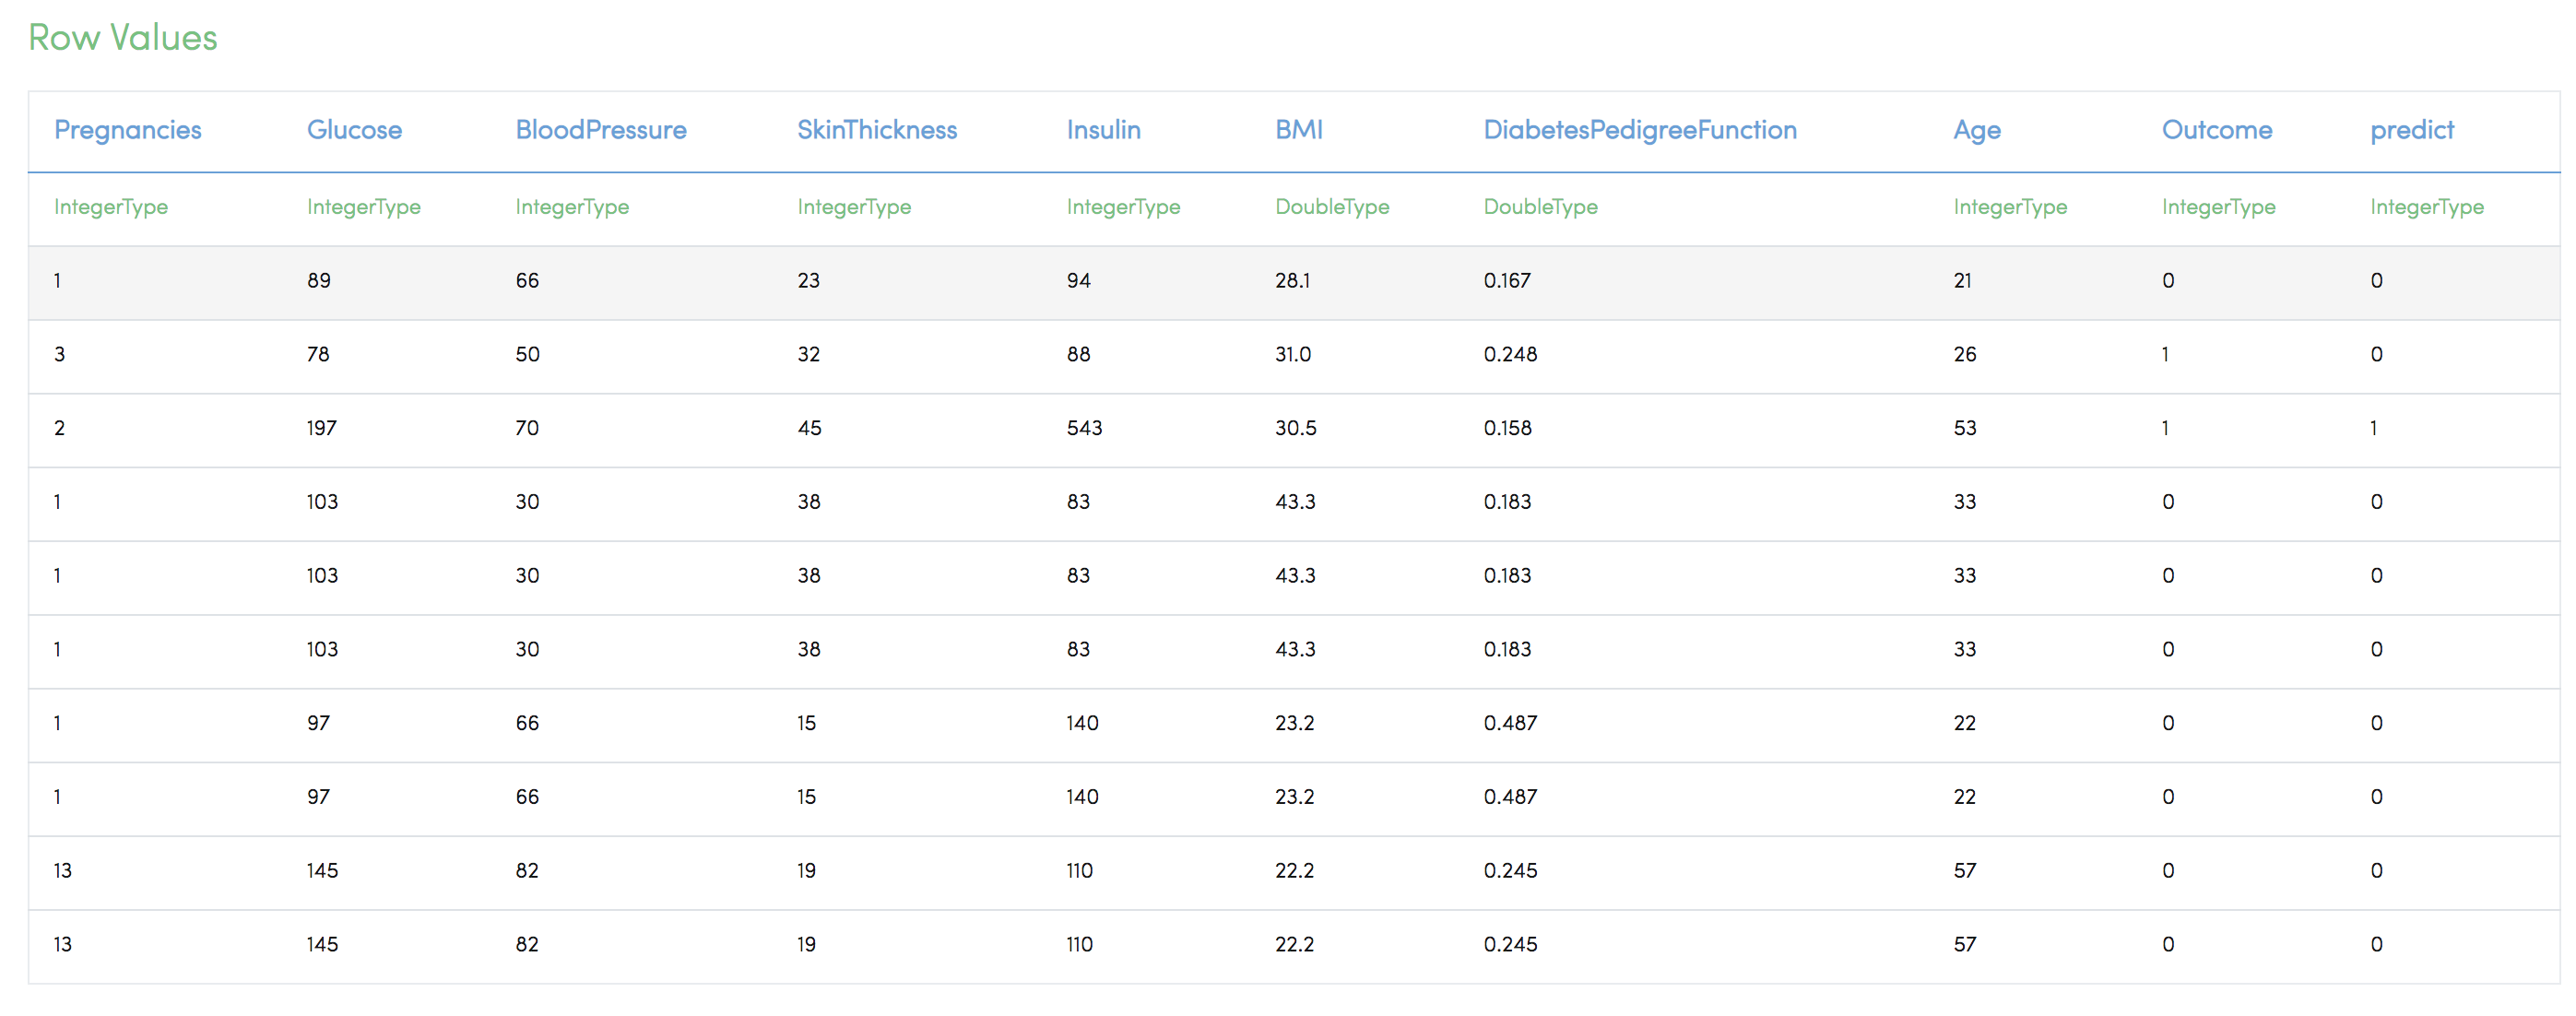 Row Values
Pregnancies Glucose BloodPressure SkinThickness Insulin BMI DiabetesPedigreeFunction Age Outcome predict
IntegerType IntegerType IntegerType IntegerType IntegerType DoubleType DoubleType IntegerType IntegerType IntegerType
1 89 66 23 94 28.1 0.167 21 0 0
3 78 50 32 88 31.0 0.248 26 1 0
2 197 70 45 543 30.5 0.158 53 1 1
1 103 30 38 83 43.3 0.183 33 0 0
1 103 30 38 83 43.3 0.183 33 0 0
1 103 30 38 83 43.3 0.183 33 0 0
1 97 66 15 140 23.2 0.487 22 0 0
1 97 66 15 140 23.2 0.487 22 0 0
13 145 82 19 110 22.2 0.245 57 0 0
13 145 82 19 110 22.2 0.245 57 0 0